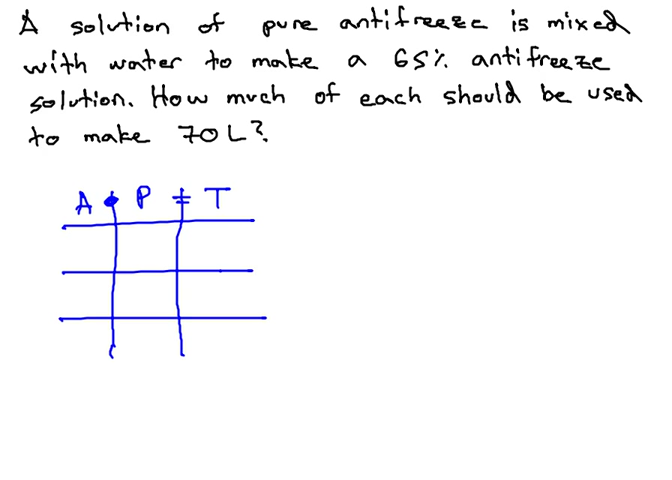 A solution of pure antifreeze is mixed
with water to make a 65% antifreeze
solution. How much of each should be used
to make 70L?
A • P = T